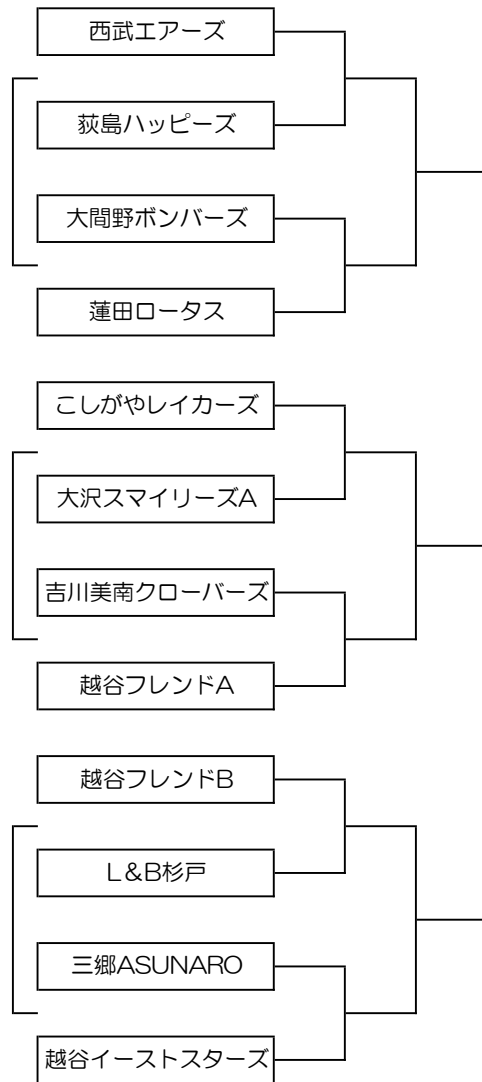 西武エアーズ
荻島ハッピーズ
大間野ボンバーズ
蓮田ロータス
こしがやレイカーズ
大沢スマイリーズA
吉川美南クローバーズ
越谷フレンドA
越谷フレンドB
L&B杉戸
三郷ASUNARO
越谷イーストスターズ